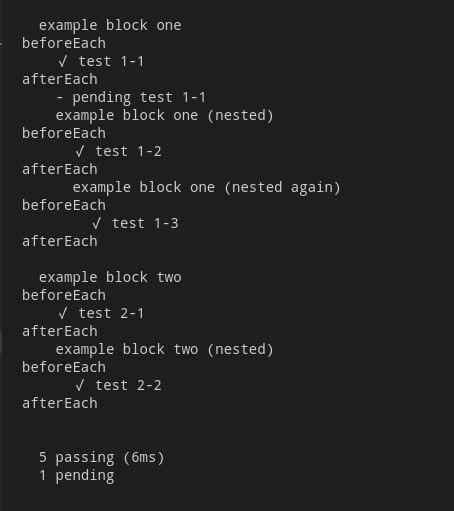 example block one
beforeEach
√ test 1-1
afterEach
- pending test 1-1
example block one (nested)
beforeEach
√ test 1-2
afterEach
example block one (nested again)
beforeEach
√ test 1-3
afterEach
example block two
beforeEach
√ test 2-1
afterEach
example block two (nested)
beforeEach
√ test 2-2
afterEach
5 passing (6ms)
1 pending